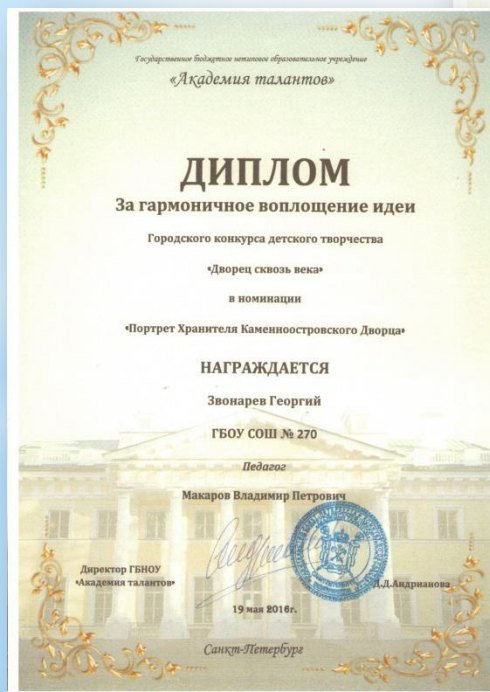 Государственное бюджетное нетиповое образовательное учреждение
«Академия талантов»
ДИПЛОМ
За гармоничное воплощение идеи
Городского конкурса детского творчества
«Дворец сквозь века»
в номинации
«Портрет Хранителя Каменноостровского Дворца»
НАГРАЖДАЕТСЯ
Звонарев Георгий
ГБОУ СОШ № 270
Педагог
Макаров Владимир Петрович
Директор ГБНОУ
«Академия талантов»
Д.Д.Андрианова
19 мая 2016г.
Санкт-Петербург